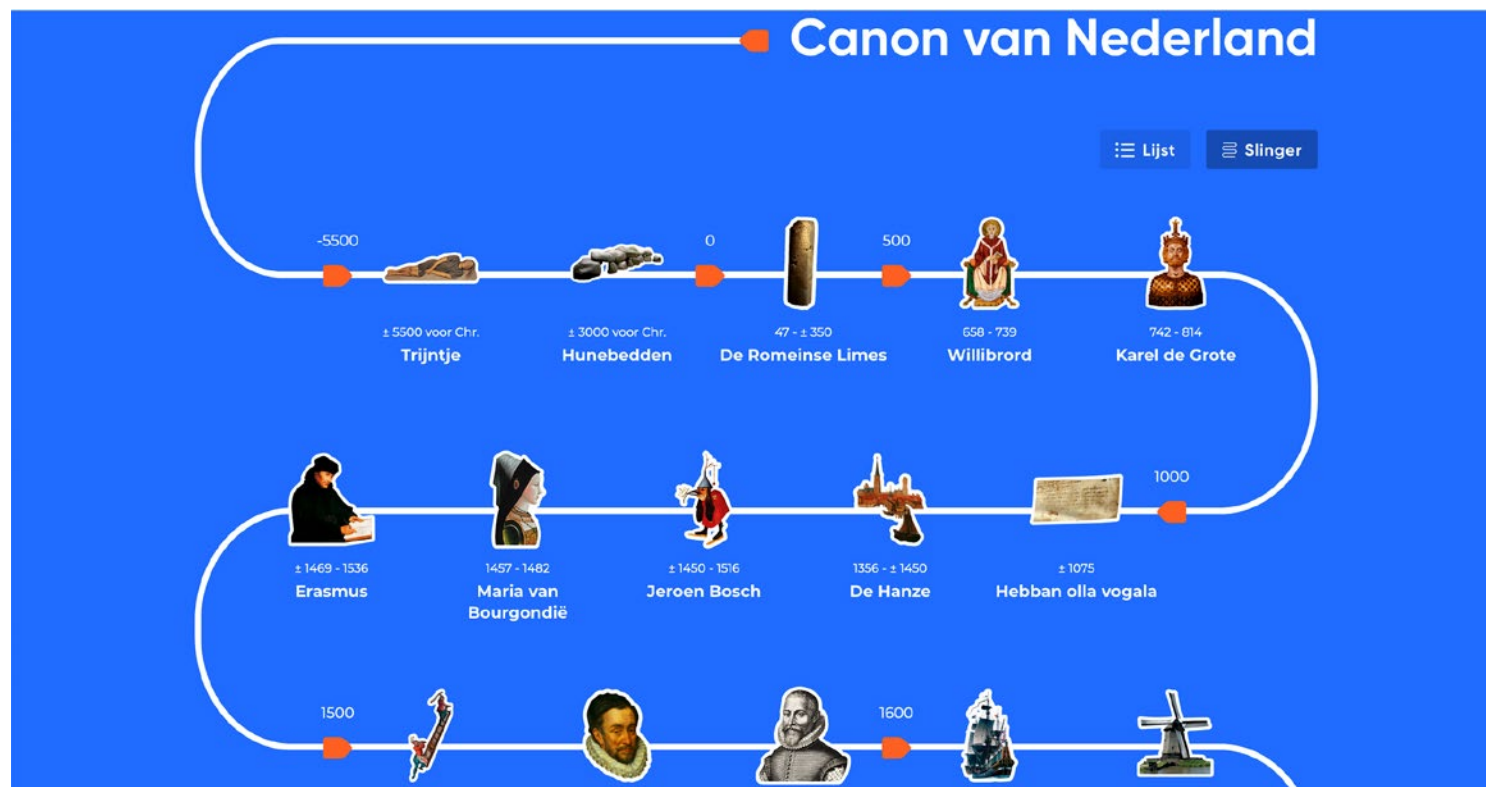 Canon van Nederland
Lijst
Slinger
-5500
0
500
± 5500 voor Chr.
Trijntje
± 3000 voor Chr.
Hunebedden
47 - ± 350
De Romeinse Limes
658 - 739
Willibrord
742 - 814
Karel de Grote
1000
± 1469 - 1536
Erasmus
1457 - 1482
Maria van
Bourgondië
± 1450 - 1516
Jeroen Bosch
1356 - ± 1450
De Hanze
± 1075
Hebban olla vogala
1500
1600